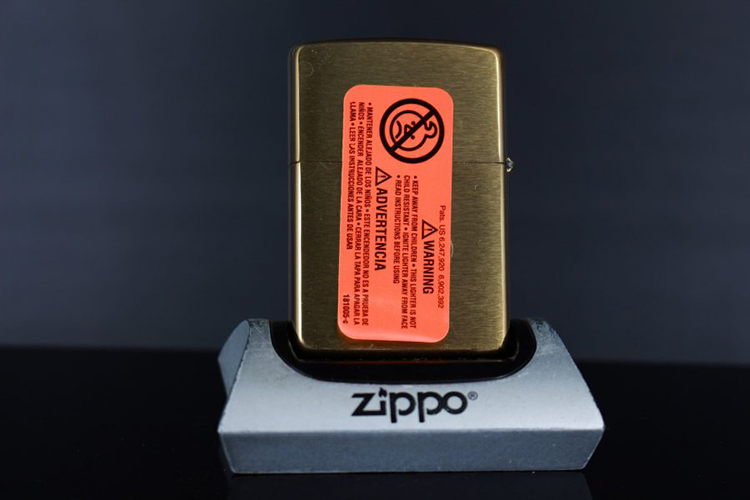 Pats. US 6,247,920 6,902,392
⚠WARNING
• KEEP AWAY FROM CHILDREN • THIS LIGHTER IS NOT
CHILD RESISTANT • IGNITE LIGHTER AWAY FROM FACE
• READ INSTRUCTIONS BEFORE USING
⚠ADVERTENCIA
• MANTENER ALEJADO DE LOS NIÑOS • ESTE ENCENDEDOR NO ES A PRUEBA DE
NIÑOS • ENCENDER ALEJADO DE LA CARA • CERRAR LA TAPA PARA APAGAR LA
LLAMA • LEER LAS INSTRUCCIONES ANTES DE USAR
181005-c
zippo®